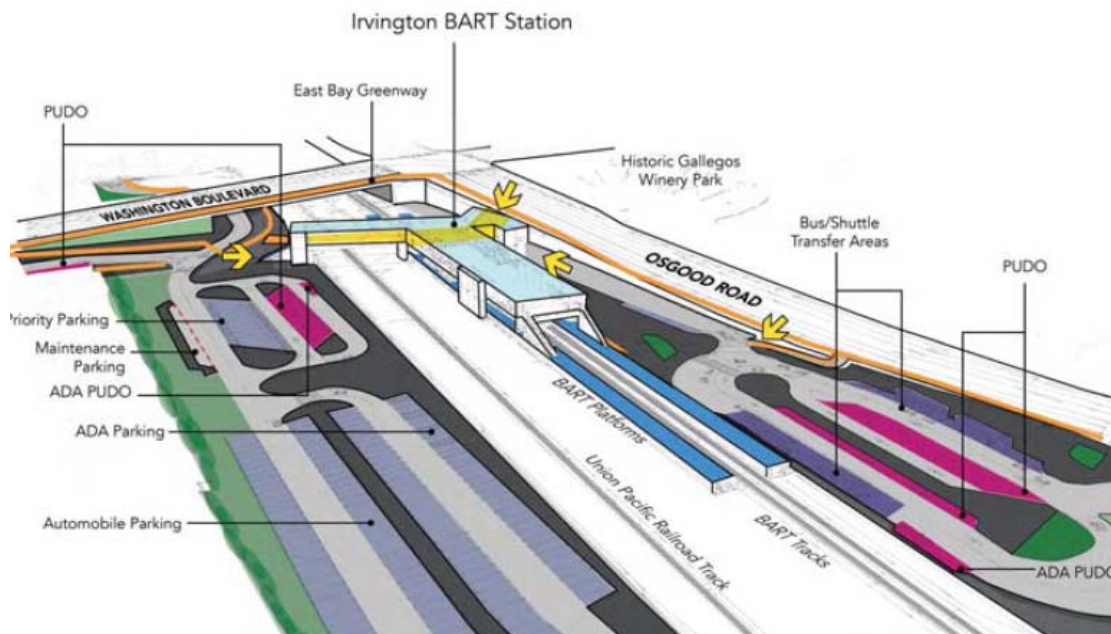 Irvington BART Station
East Bay Greenway
PUDO
Historic Gallegos
Winery Park
WASHINGTON BOULEVARD
Bus/Shuttle
Transfer Areas
OSGOOD ROAD
PUDO
riority Parking
Maintenance
Parking
ADA PUDO
ADA Parking
Automobile Parking
BART Platforms
Union Pacific Railroad Track
BART Tracks
ADA PUDO